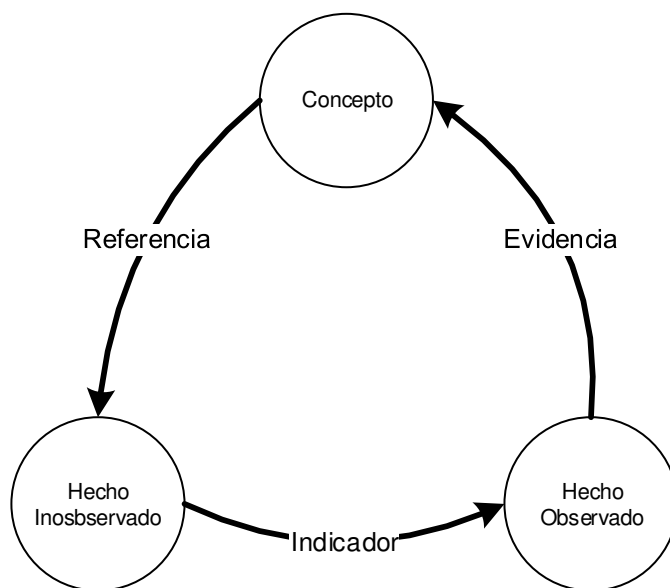 Concepto
Referencia
Evidencia
Hecho
Inosbservado
Hecho
Observado
Indicador